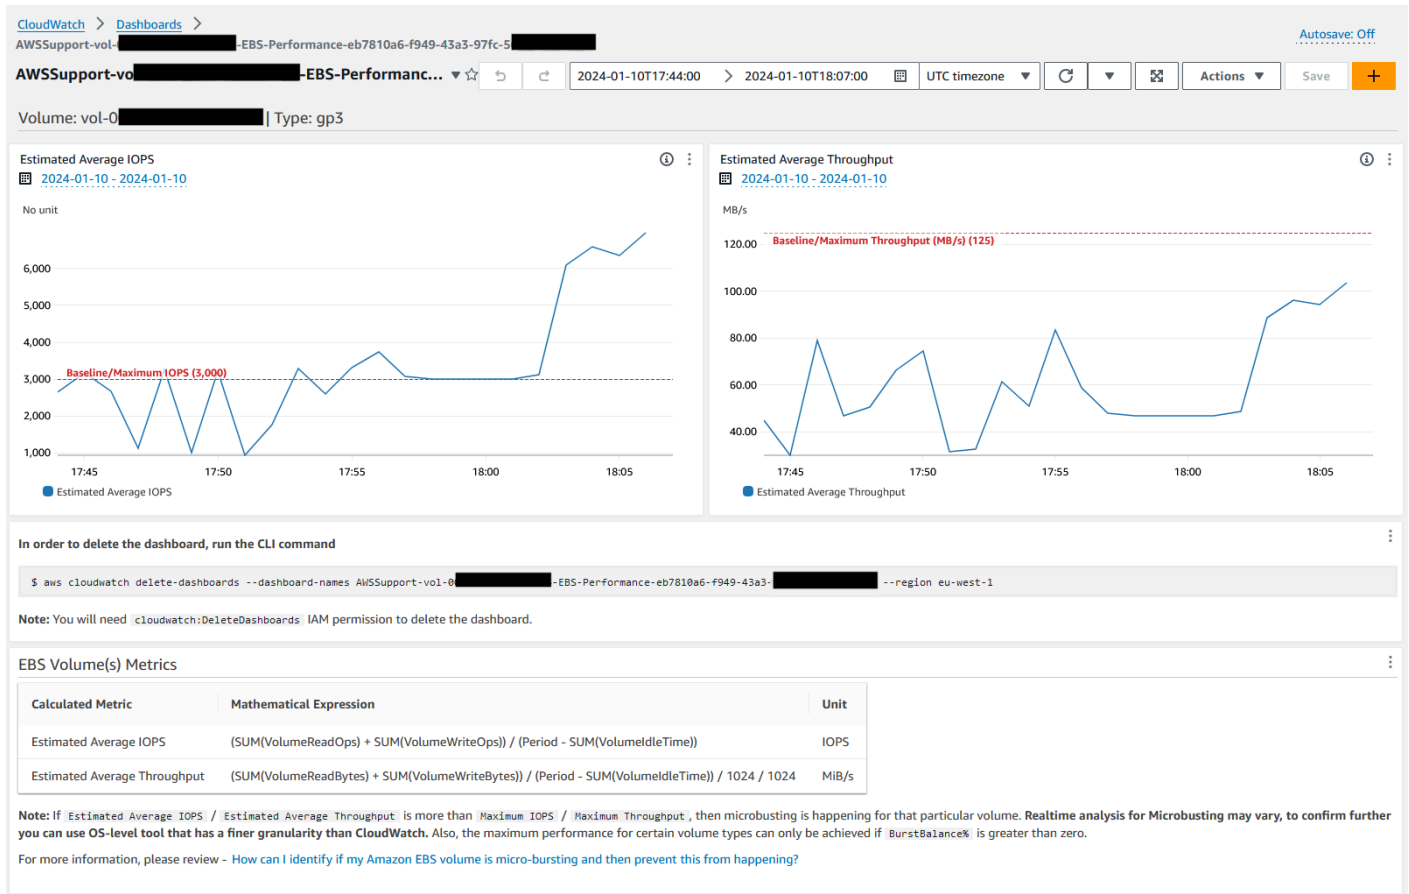 CloudWatch > Dashboards >
AWSSupport-vol- -EBS-Performance-eb7810a6-f949-43a3-97fc-5
Autosave: Off
AWSSupport-vo -EBS-Performanc...
2024-01-10T17:44:00 > 2024-01-10T18:07:00
UTC timezone
Actions
Save
+
Volume: vol-0 | Type: gp3
Estimated Average IOPS
2024-01-10 - 2024-01-10
No unit
6,000
5,000
4,000
3,000
2,000
1,000
Baseline/Maximum IOPS (3,000)
17:45 17:50 17:55 18:00 18:05
Estimated Average IOPS
Estimated Average Throughput
2024-01-10 - 2024-01-10
MB/s
120.00
100.00
80.00
60.00
40.00
Baseline/Maximum Throughput (MB/s) (125)
17:45 17:50 17:55 18:00 18:05
Estimated Average Throughput
In order to delete the dashboard, run the CLI command
$ aws cloudwatch delete-dashboards --dashboard-names AWSSupport-vol-0 -EBS-Performance-eb7810a6-f949-43a3- --region eu-west-1
Note: You will need cloudwatch:DeleteDashboards IAM permission to delete the dashboard.
EBS Volume(s) Metrics
Calculated Metric Mathematical Expression Unit
Estimated Average IOPS (SUM(VolumeReadOps) + SUM(VolumeWriteOps)) / (Period - SUM(VolumeIdleTime)) IOPS
Estimated Average Throughput (SUM(VolumeReadBytes) + SUM(VolumeWriteBytes)) / (Period - SUM(VolumeIdleTime)) / 1024 / 1024 MiB/s
Note: If Estimated Average IOPS / Estimated Average Throughput is more than Maximum IOPS / Maximum Throughput, then microbusting is happening for that particular volume. Realtime analysis for Microbusting may vary, to confirm further
you can use OS-level tool that has a finer granularity than CloudWatch. Also, the maximum performance for certain volume types can only be achieved if BurstBalance% is greater than zero.
For more information, please review - How can I identify if my Amazon EBS volume is micro-bursting and then prevent this from happening?